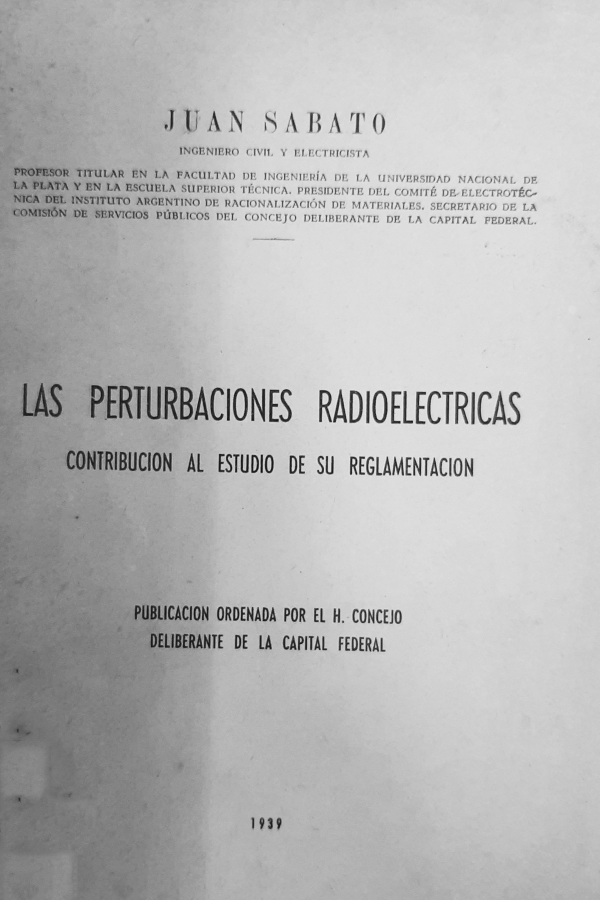 JUAN SABATO
INGENIERO CIVIL Y ELECTRICISTA
PROFESOR TITULAR EN LA FACULTAD DE INGENIERÍA DE LA UNIVERSIDAD NACIONAL DE
LA PLATA Y EN LA ESCUELA SUPERIOR TÉCNICA. PRESIDENTE DEL COMITÉ DE ELECTROTÉC-
NICA DEL INSTITUTO ARGENTINO DE RACIONALIZACIÓN DE MATERIALES. SECRETARIO DE LA
COMISIÓN DE SERVICIOS PÚBLICOS DEL CONCEJO DELIBERANTE DE LA CAPITAL FEDERAL.
LAS PERTURBACIONES RADIOELECTRICAS
CONTRIBUCION AL ESTUDIO DE SU REGLAMENTACION
PUBLICACION ORDENADA POR EL H. CONCEJO
DELIBERANTE DE LA CAPITAL FEDERAL
1939